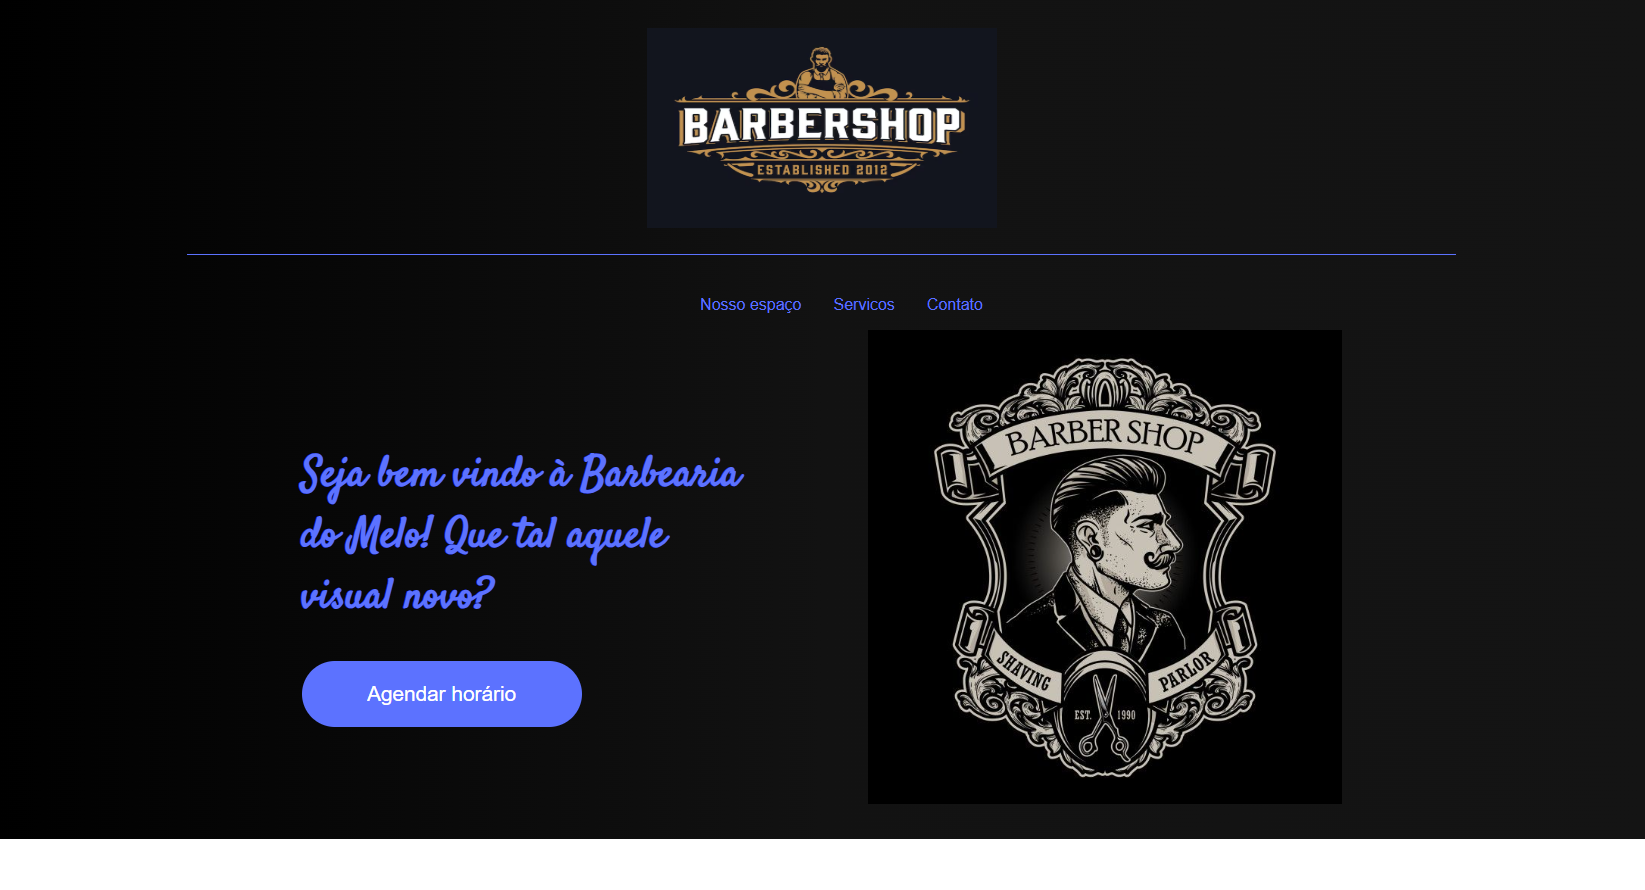 BARBERSHOP
ESTABLISHED 2012
Nosso espaço Servicos Contato
BARBER SHOP
Seja bem vindo à Barbearia
do Melo! Que tal aquele
visual novo?
SHAVING PARLOR
EST. 1990
Agendar horário